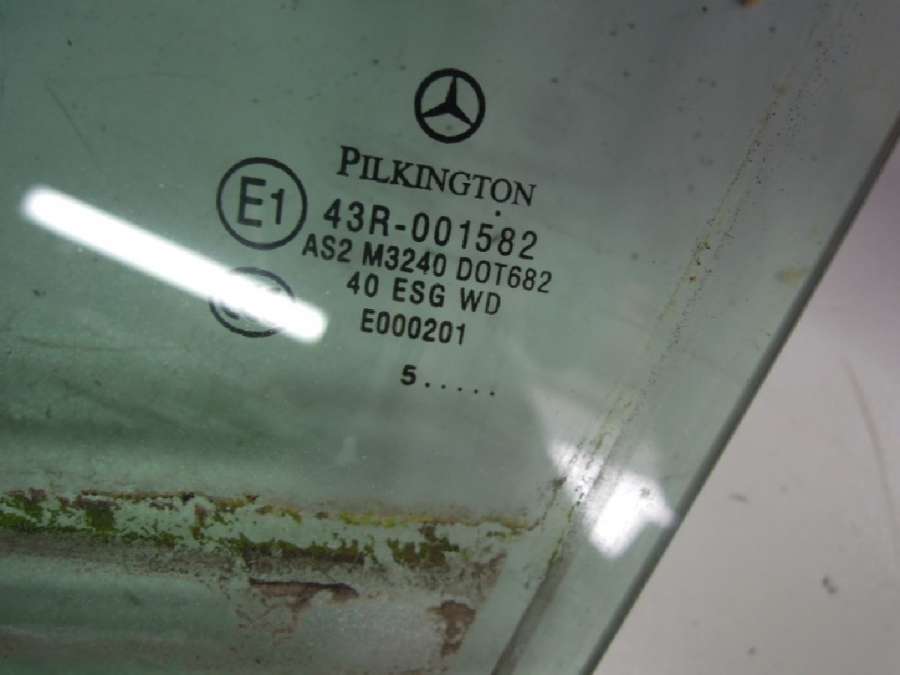 PILKINGTON
E1
43R-001582
AS2 M3240 DOT682
40 ESG WD
E000201
5.....